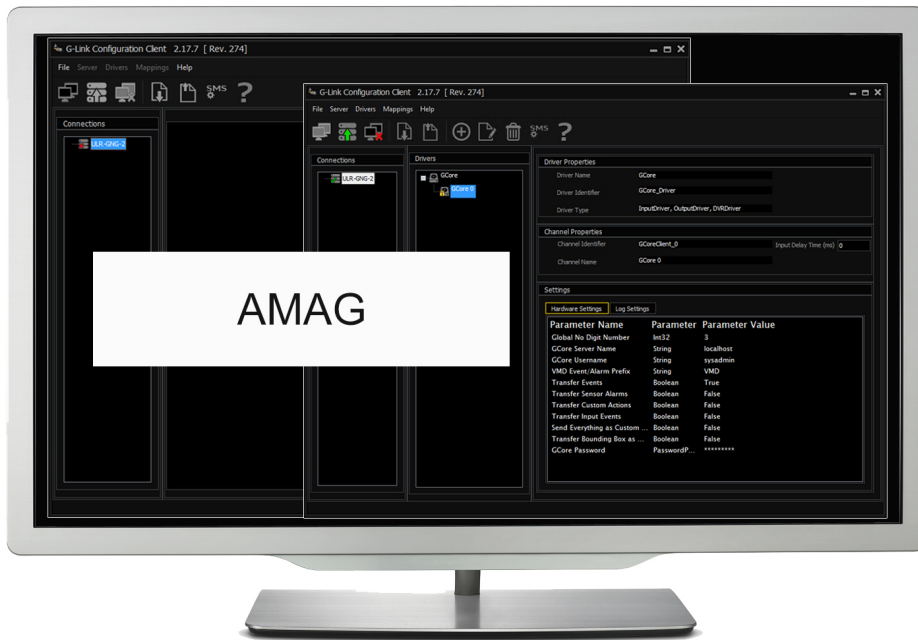 G-Link Configuration Client 2.17.7 [ Rev. 274]
File Server Drivers Mappings Help
SMS
?
Connections
ULR-GNG-2
AMAG
G-Link Configuration Client 2.17.7 [ Rev. 274]
File Server Drivers Mappings Help
SMS
?
Connections
ULR-GNG-2
Drivers
GCore
GCore 0
Driver Properties
Driver Name GCore
Driver Identifier GCore_Driver
Driver Type InputDriver, OutputDriver, DVRDriver
Channel Properties
Channel Identifier GCoreClient_0 Input Delay Time (ms) 0
Channel Name GCore 0
Settings
Hardware Settings Log Settings
Parameter Name Parameter Parameter Value
Global No Digit Number Int32 3
GCore Server Name String localhost
GCore Username String sysadmin
VMD Event/Alarm Prefix String VMD
Transfer Events Boolean True
Transfer Sensor Alarms Boolean False
Transfer Custom Actions Boolean False
Transfer Input Events Boolean False
Send Everything as Custom ... Boolean False
Transfer Bounding Box as ... Boolean False
GCore Password PasswordP... *********